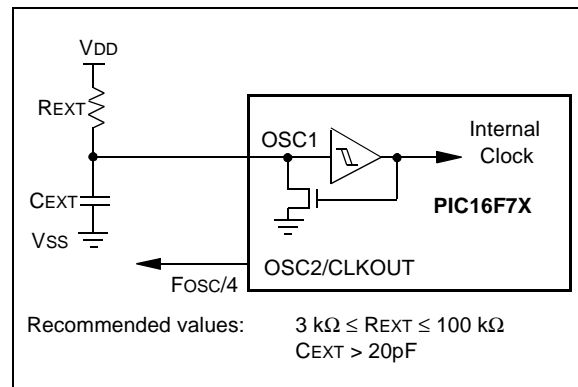 VDD
REXT
OSC1
Internal
Clock
CEXT
PIC16F7X
VSS
OSC2/CLKOUT
FOSC/4
Recommended values: 3 kΩ ≤ REXT ≤ 100 kΩ
CEXT > 20pF